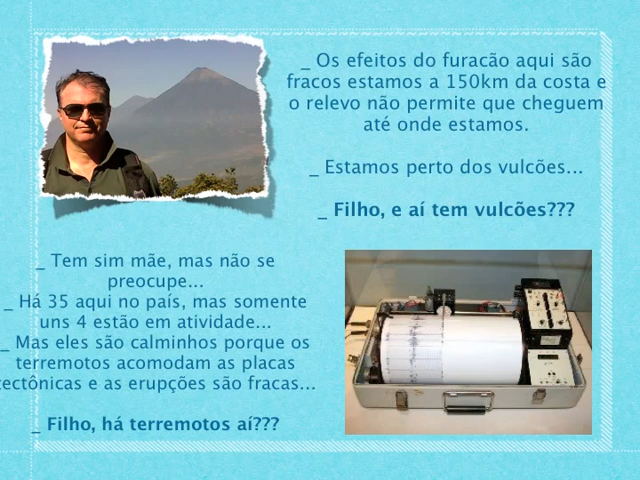 _ Os efeitos do furacão aqui são
fracos estamos a 150km da costa e
o relevo não permite que cheguem
até onde estamos.
_ Estamos perto dos vulcões...
_ Filho, e aí tem vulcões???
_ Tem sim mãe, mas não se
preocupe...
_ Há 35 aqui no país, mas somente
uns 4 estão em atividade...
_ Mas eles são calminhos porque os
terremotos acomodam as placas
tectônicas e as erupções são fracas...
_ Filho, há terremotos aí???